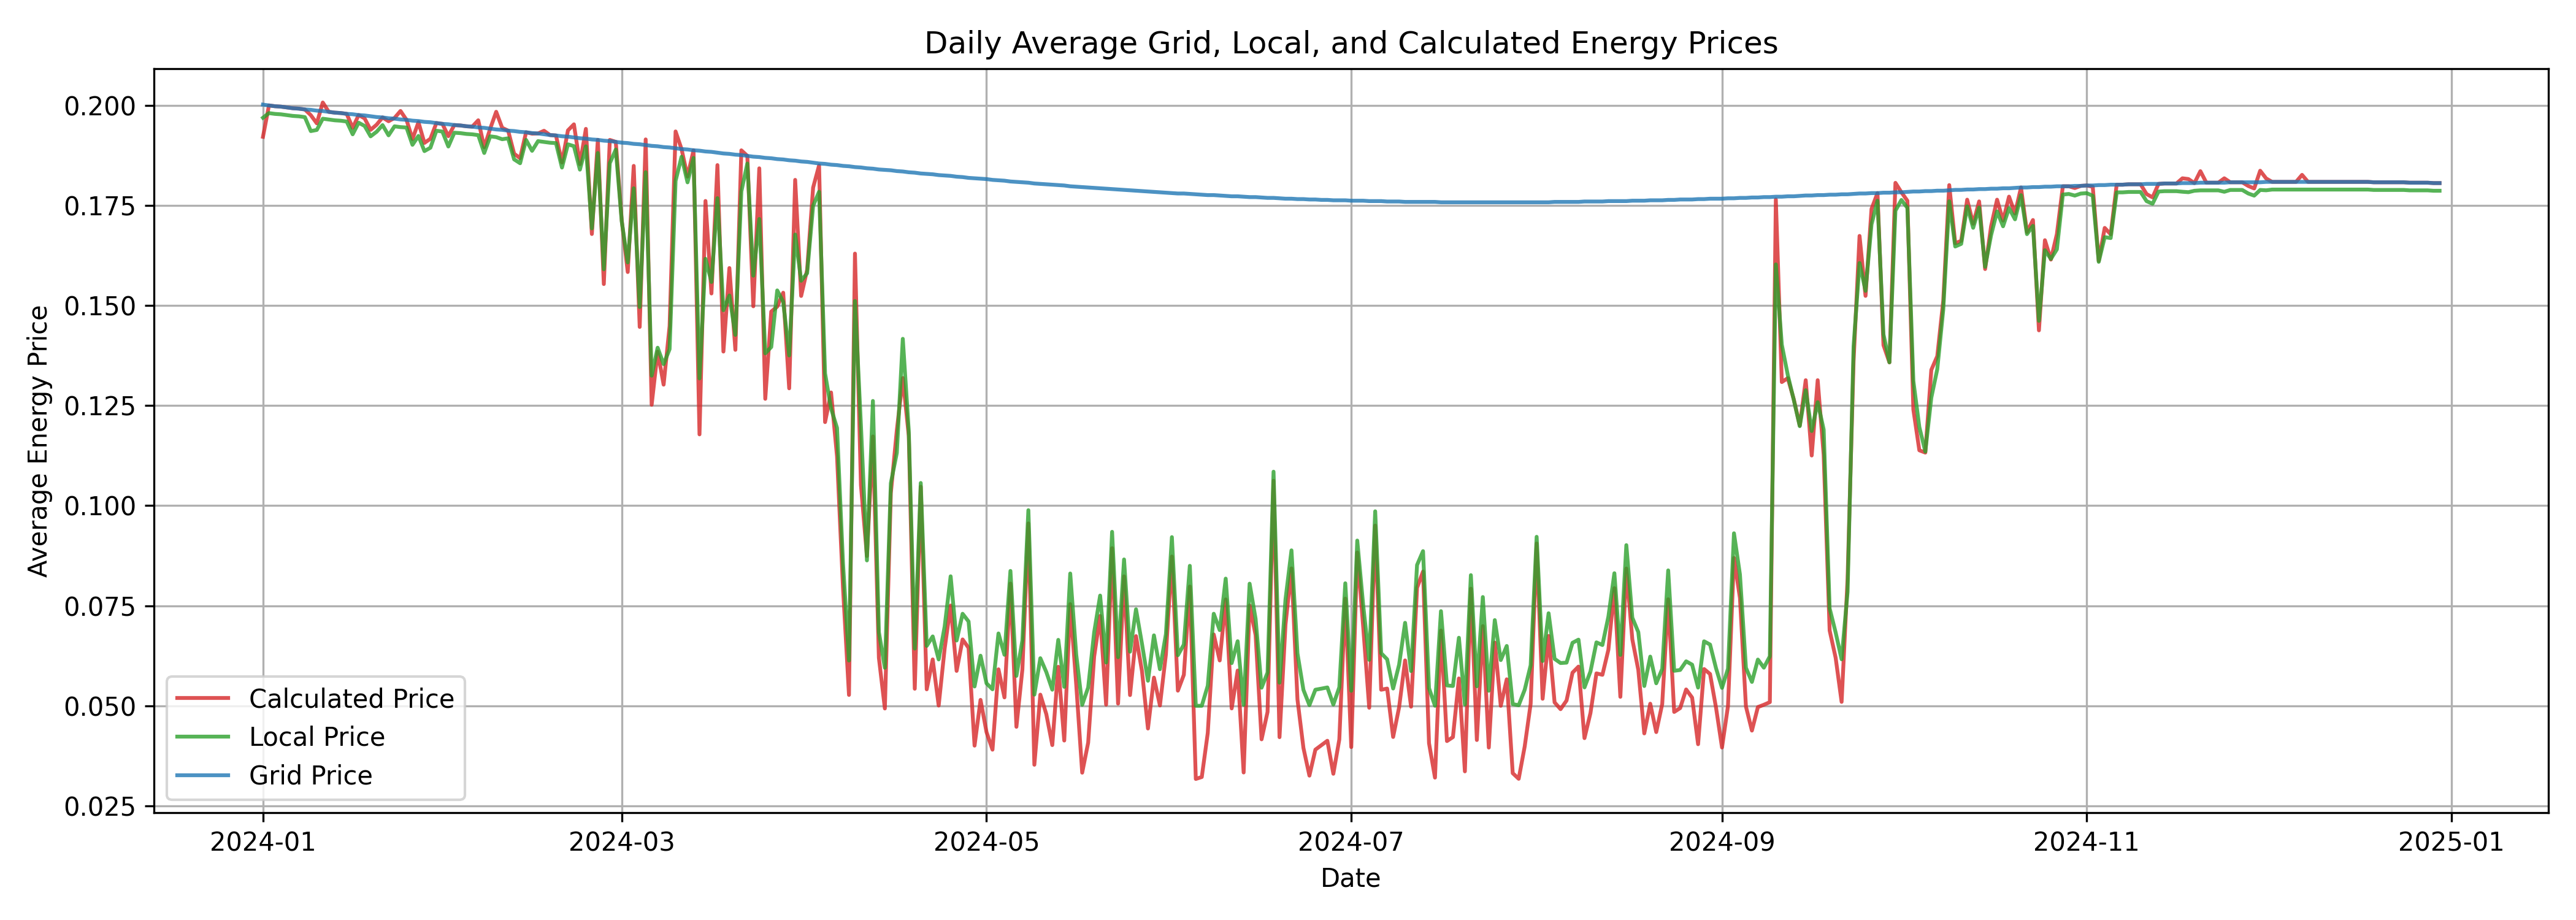 Daily Average Grid, Local, and Calculated Energy Prices
0.200
0.175
0.150
0.125
0.100
0.075
0.050
0.025
Average Energy Price
Calculated Price
Local Price
Grid Price
2024-01
2024-03
2024-05
2024-07
2024-09
2024-11
2025-01
Date